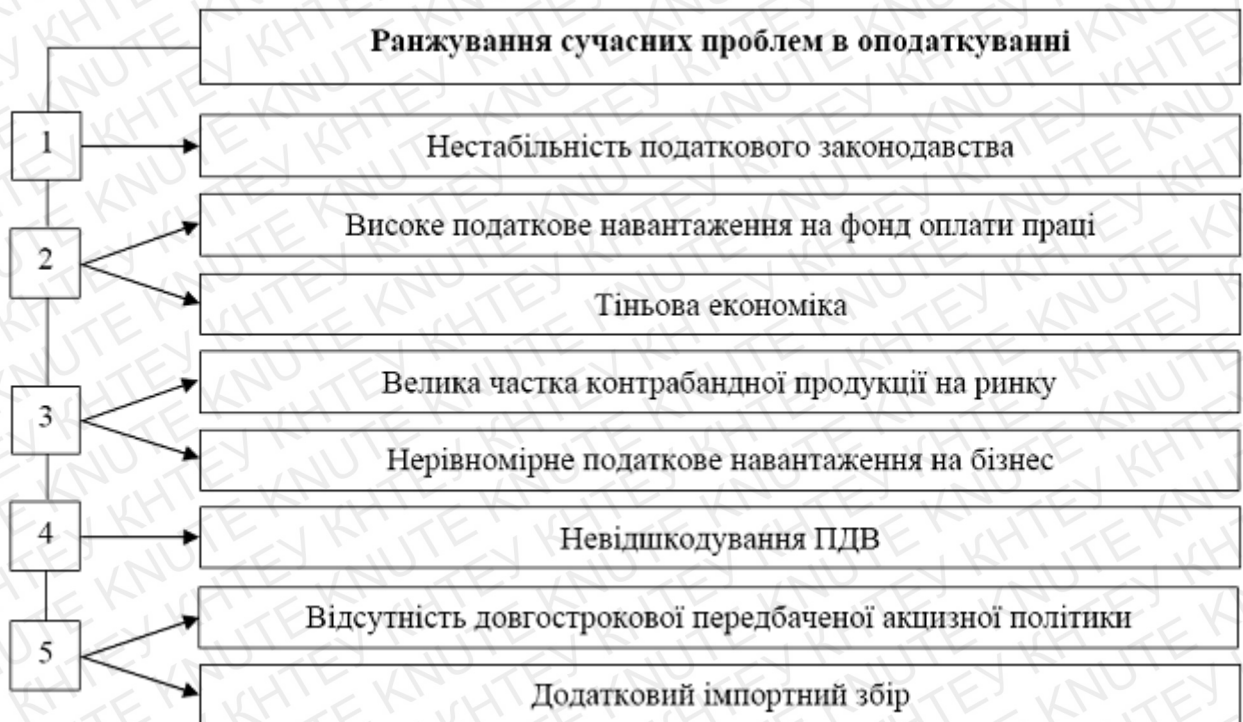 Ранжування сучасних проблем в оподаткуванні
1
Нестабільність податкового законодавства
2
Високе податкове навантаження на фонд оплати праці
Тіньова економіка
3
Велика частка контрабандної продукції на ринку
Нерівномірне податкове навантаження на бізнес
4
Невідшкодування ПДВ
5
Відсутність довгострокової передбаченої акцизної політики
Додатковий імпортний збір